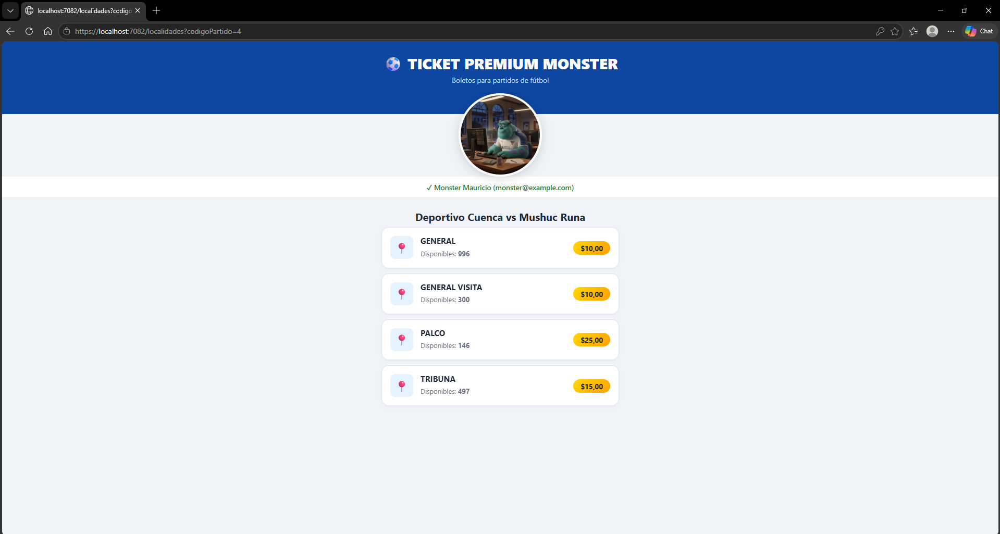 localhost:7082/localidades?codigo
https://localhost:7082/localidades?codigoPartido=4
Chat
TICKET PREMIUM MONSTER
Boletos para partidos de fútbol
✓ Monster Mauricio (monster@example.com)
Deportivo Cuenca vs Mushuc Runa
GENERAL
Disponibles: 996
$10,00
GENERAL VISITA
Disponibles: 300
$10,00
PALCO
Disponibles: 146
$25,00
TRIBUNA
Disponibles: 497
$15,00